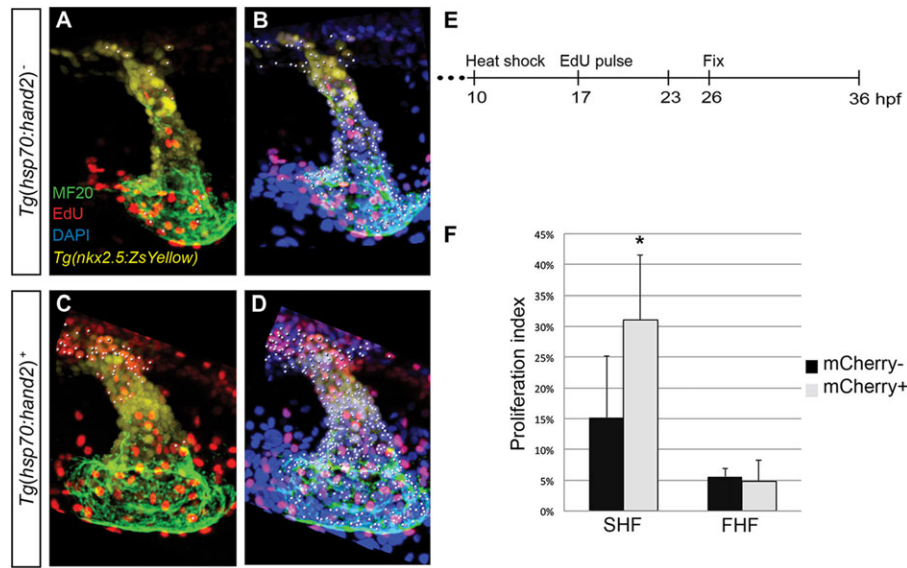 A
B
E
Tg(hsp70:hand2)-
MF20
EdU
DAPI
Tg(nkx2.5:ZsYellow)
Heat shock
EdU pulse
Fix
10
17
23
26
36 hpf
C
D
F
Tg(hsp70:hand2)+
Proliferation index
45%
40%
35%
30%
25%
20%
15%
10%
5%
0%
*
mCherry-
mCherry+
SHF
FHF